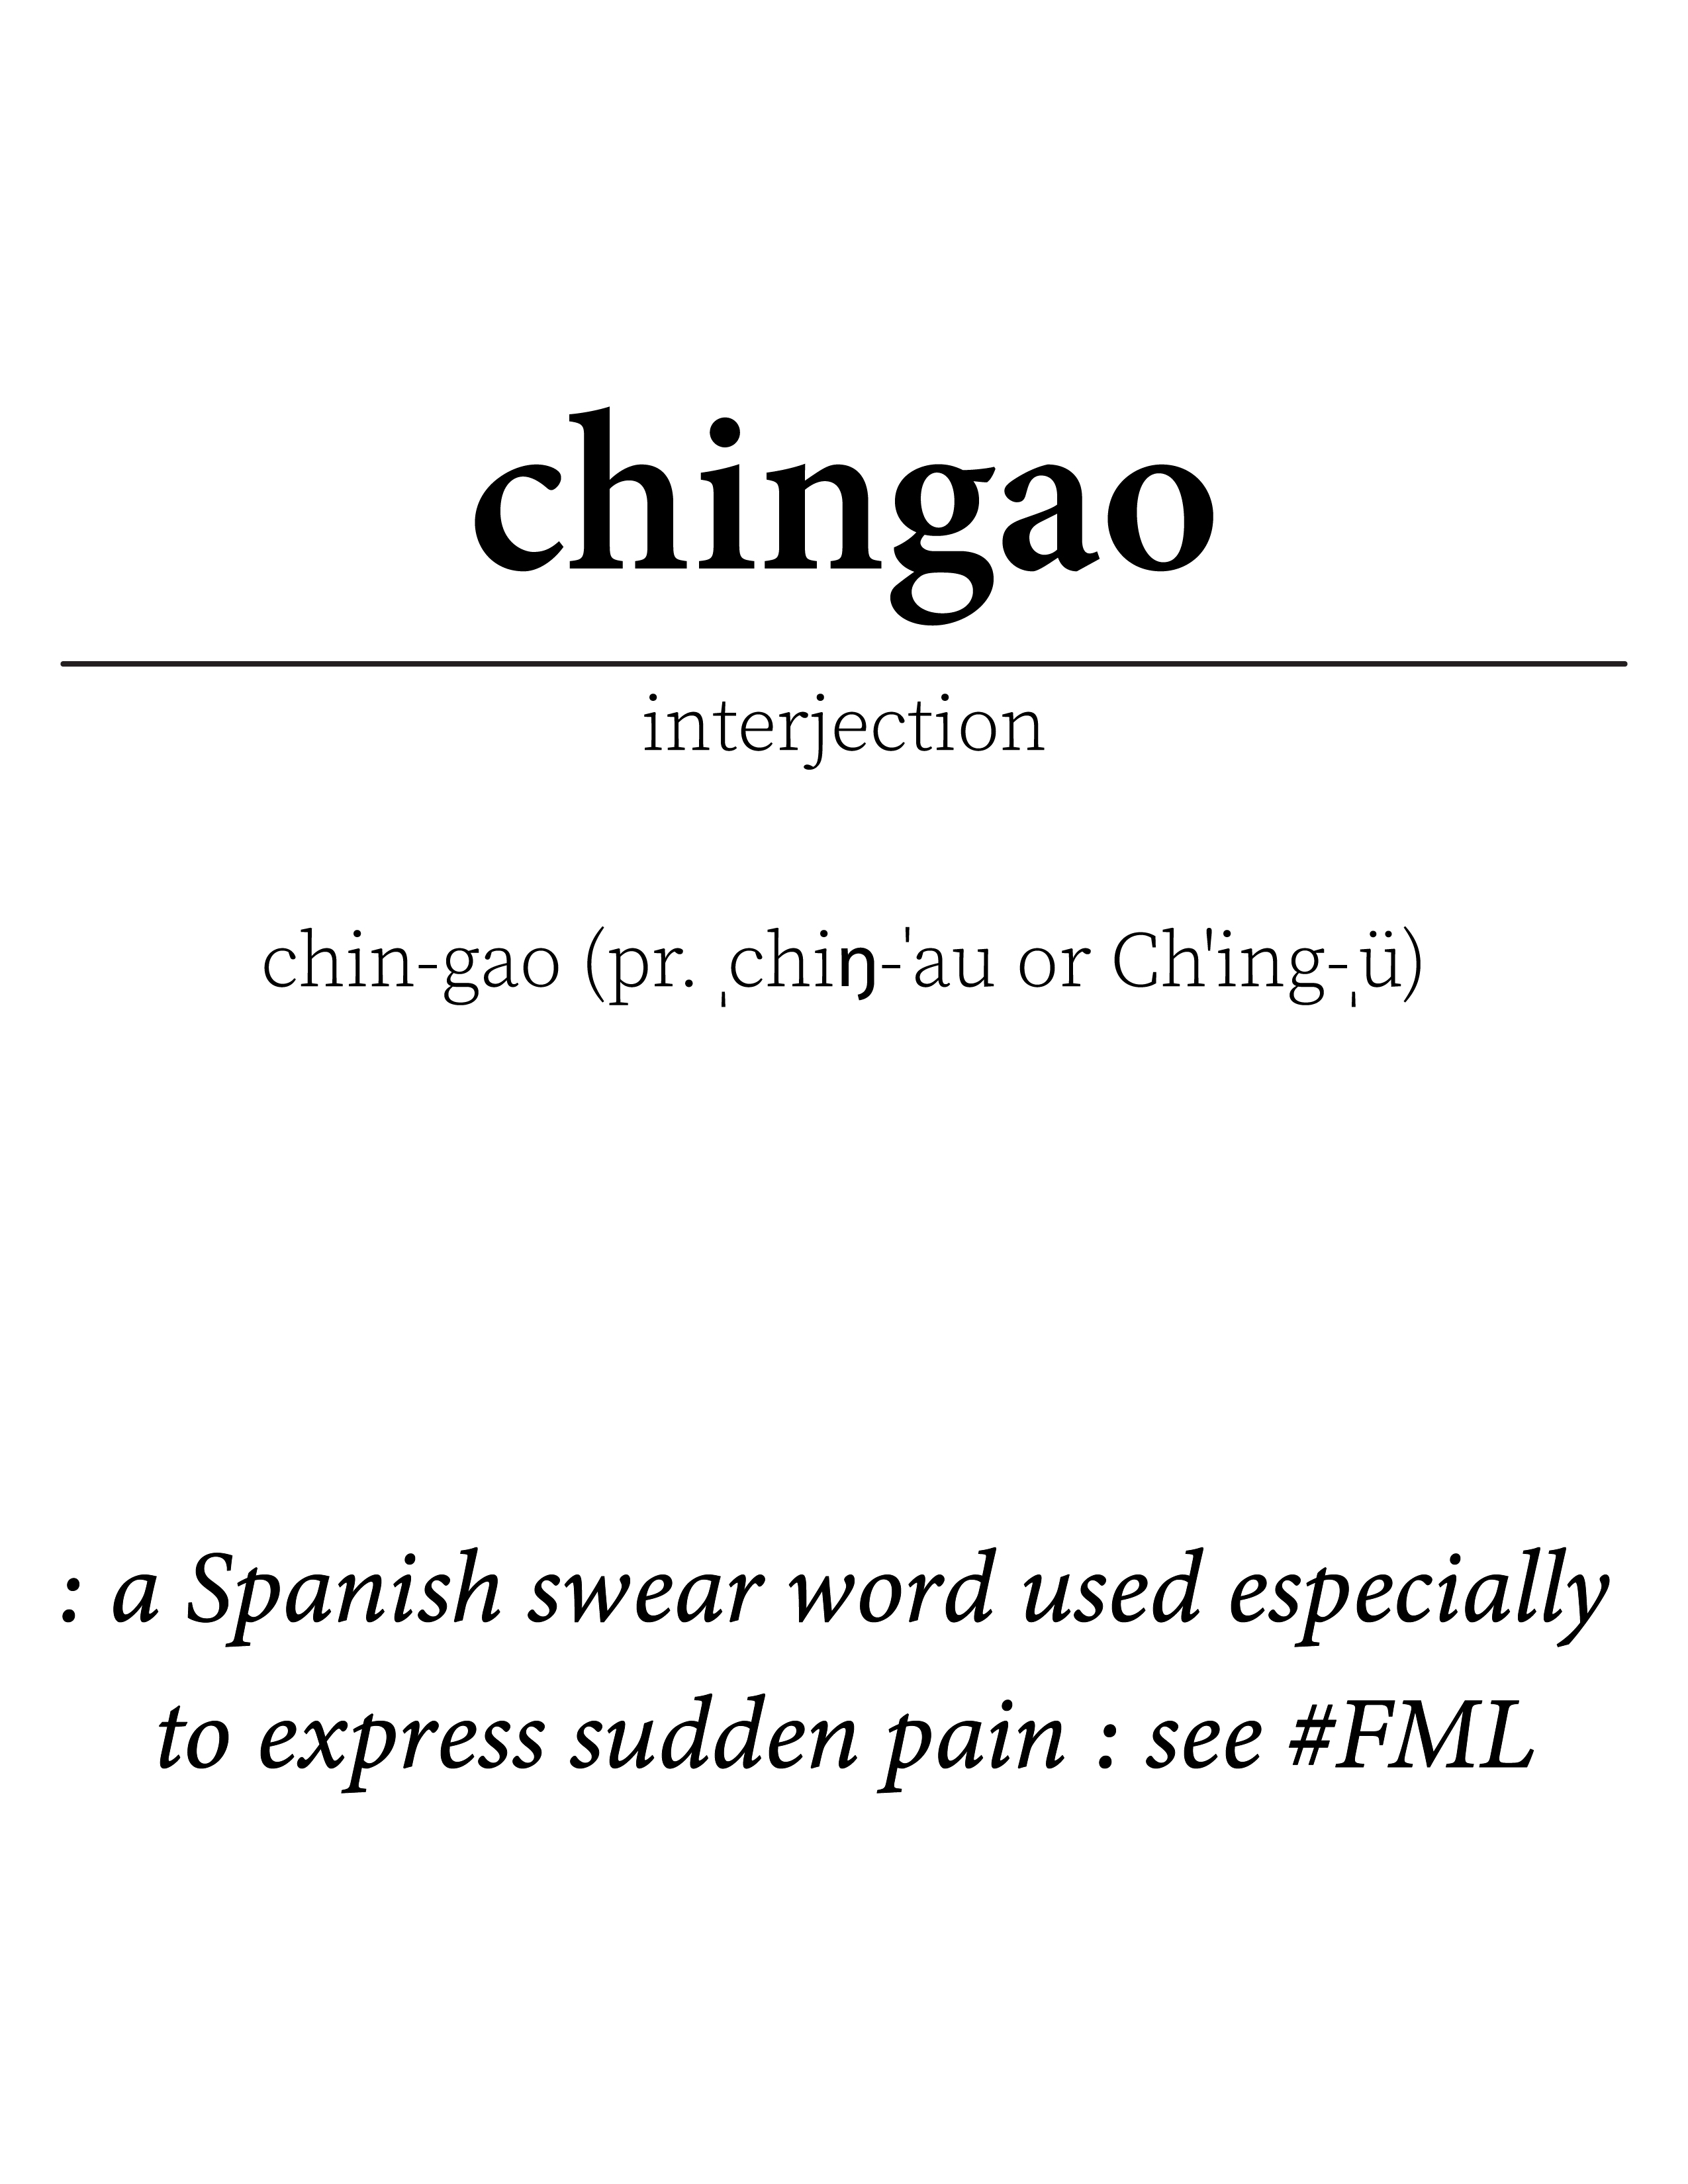 chingao
interjection
chin-gao (pr. ˌchiŋ-ˈau or Ch'ing-ˌü)
: a Spanish swear word used especially
to express sudden pain : see #FML